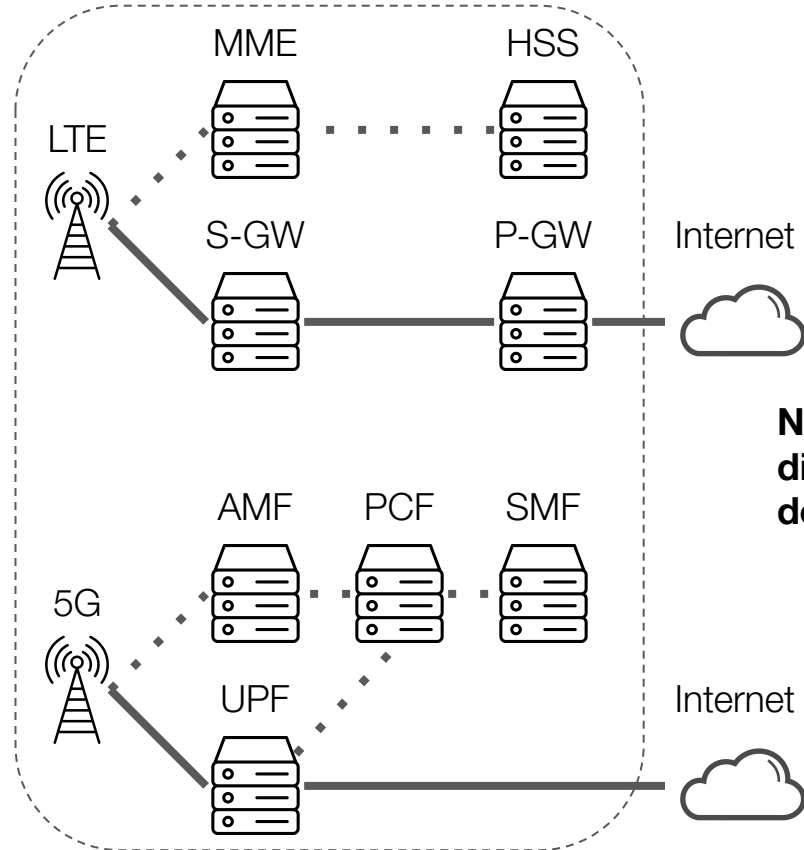 MME HSS
LTE
S-GW P-GW Internet
AMF PCF SMF
5G
UPF Internet